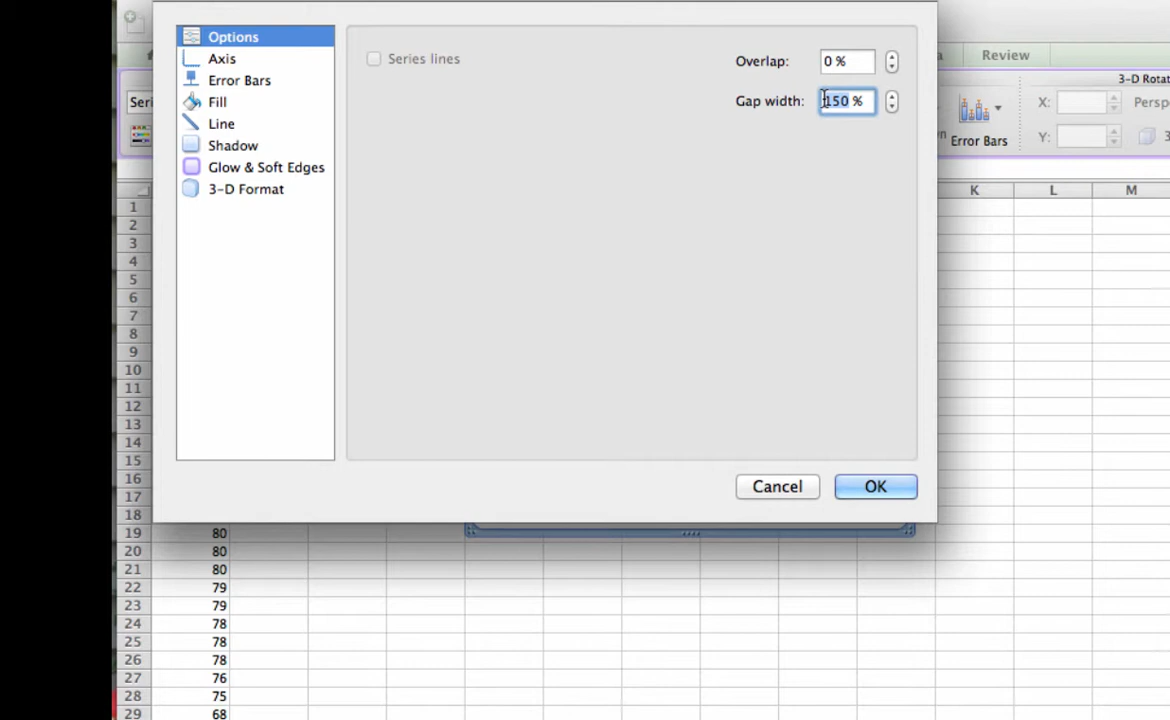 Options
Axis
Error Bars
Fill
Line
Shadow
Glow & Soft Edges
3-D Format
Series lines
Overlap: 0 %
Gap width: 150 %
Cancel
OK
Review
3-D Rotat
X:
Persp
Y:
3
Error Bars
Seri
K L M
1
2
3
4
5
6
7
8
9
10
11
12
13
14
15
16
17
18
19 80
20 80
21 80
22 79
23 79
24 78
25 78
26 78
27 76
28 75
29 68